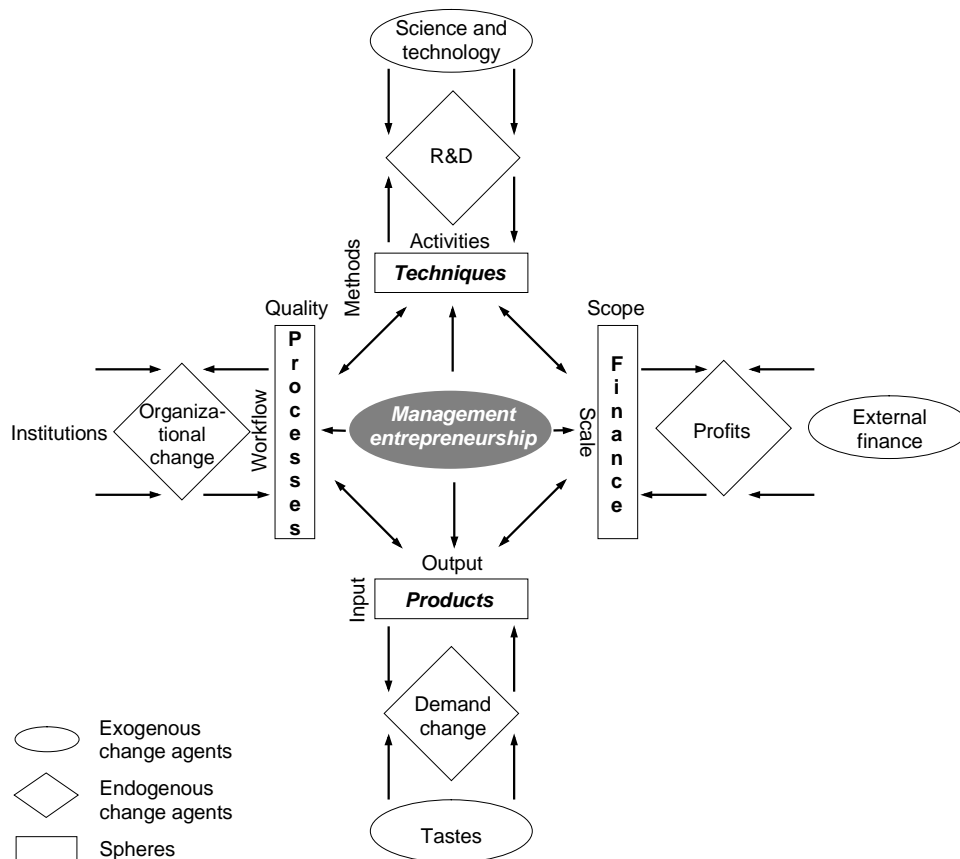 Science and
technology
R&D
Activities
Methods
Techniques
Quality
Scope
Processes
Workflow
Finance
Scale
Institutions
Organiza-
tional
change
Management
entrepreneurship
Profits
External
finance
Output
Input
Products
Demand
change
Tastes
Exogenous
change agents
Endogenous
change agents
Spheres